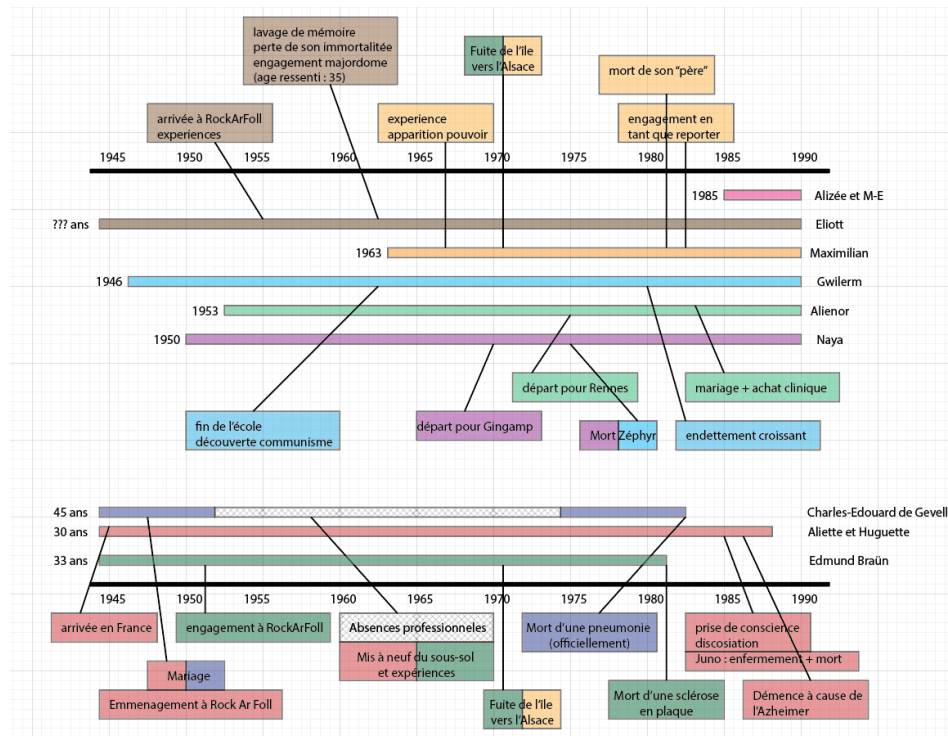 lavage de mémoire
perte de son immortalitée
engagement majordome
(age ressenti : 35)
Fuite de l'île
vers l'Alsace
mort de son "père"
arrivée à RockArFoll
experiences
experience
apparition pouvoir
engagement en
tant que reporter
1945 1950 1955 1960 1965 1970 1975 1980 1985 1990
1985 Alizée et M-E
??? ans Eliott
1963 Maximilian
1946 Gwilerm
1953 Alienor
1950 Naya
départ pour Rennes
mariage + achat clinique
fin de l'école
découverte communisme
départ pour Gingamp
Mort Zéphyr
endettement croissant
45 ans Charles-Edouard de Gevell
30 ans Aliette et Huguette
33 ans Edmund Braün
1945 1950 1955 1960 1965 1970 1975 1980 1985 1990
arrivée en France
engagement à RockArFoll
Absences professionnelles
Mort d'une pneumonie
(officiellement)
prise de conscience
discosiation
Mis à neuf du sous-sol
et expériences
Juno : enfermement + mort
Mariage
Emmenagement à Rock Ar Foll
Fuite de l'île
vers l'Alsace
Mort d'une sclérose
en plaque
Démence à cause de
l'Azheimer